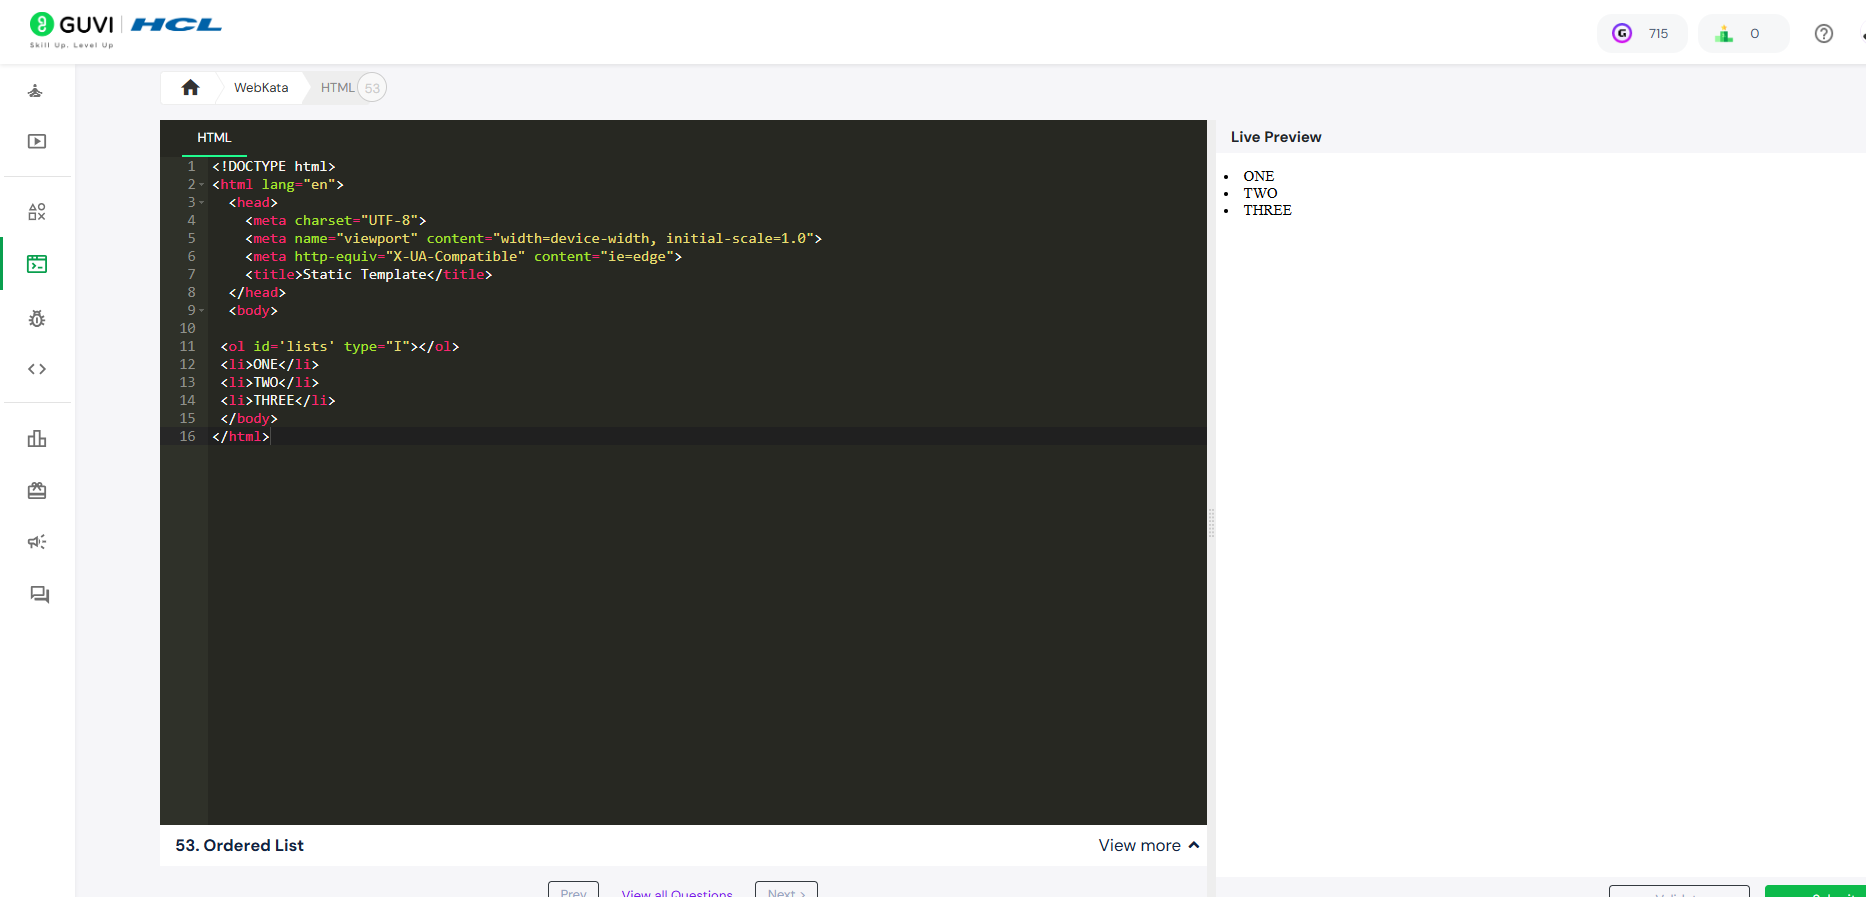 GUVI HCL
Skill Up. Level Up
715
0
WebKata
HTML 53
HTML
Live Preview
1 <!DOCTYPE html>
2 <html lang="en">
3 <head>
4 <meta charset="UTF-8">
5 <meta name="viewport" content="width=device-width, initial-scale=1.0">
6 <meta http-equiv="X-UA-Compatible" content="ie=edge">
7 <title>Static Template</title>
8 </head>
9 <body>
10
11 <ol id='lists' type="I"></ol>
12 <li>ONE</li>
13 <li>TWO</li>
14 <li>THREE</li>
15 </body>
16 </html>
• ONE
• TWO
• THREE
53. Ordered List
View more
Prev
View all Questions
Next >